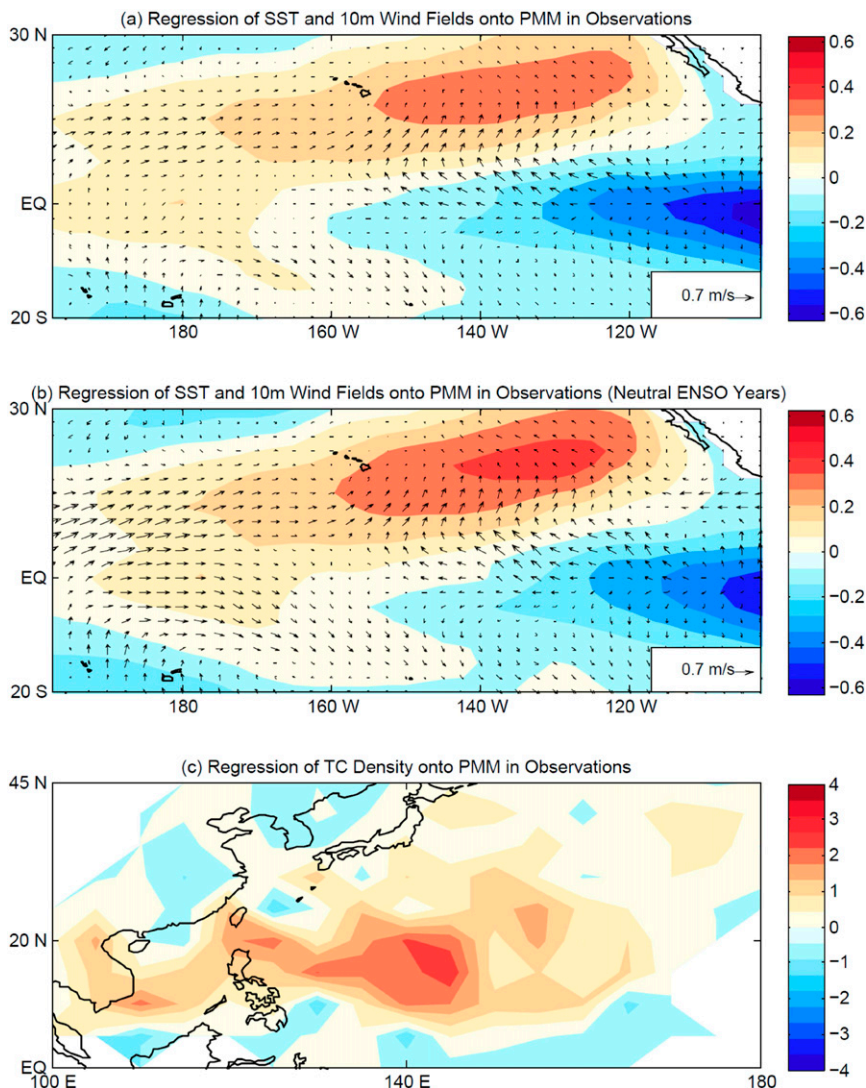 (a) Regression of SST and 10m Wind Fields onto PMM in Observations
30 N
EQ
20 S
180
160 W
140 W
120 W
0.7 m/s
0.6
0.4
0.2
0
−0.2
−0.4
−0.6
(b) Regression of SST and 10m Wind Fields onto PMM in Observations (Neutral ENSO Years)
30 N
EQ
20 S
180
160 W
140 W
120 W
0.7 m/s
0.6
0.4
0.2
0
−0.2
−0.4
−0.6
(c) Regression of TC Density onto PMM in Observations
45 N
20 N
EQ
100 E
140 E
180
4
3
2
1
0
−1
−2
−3
−4